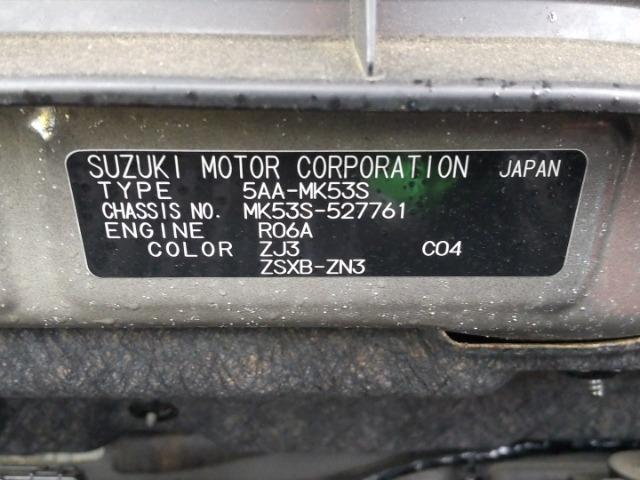 SUZUKI MOTOR CORPORATION JAPAN
TYPE 5AA-MK53S
CHASSIS NO. MK53S-527761
ENGINE R06A
COLOR ZJ3 C04
ZSXB-ZN3